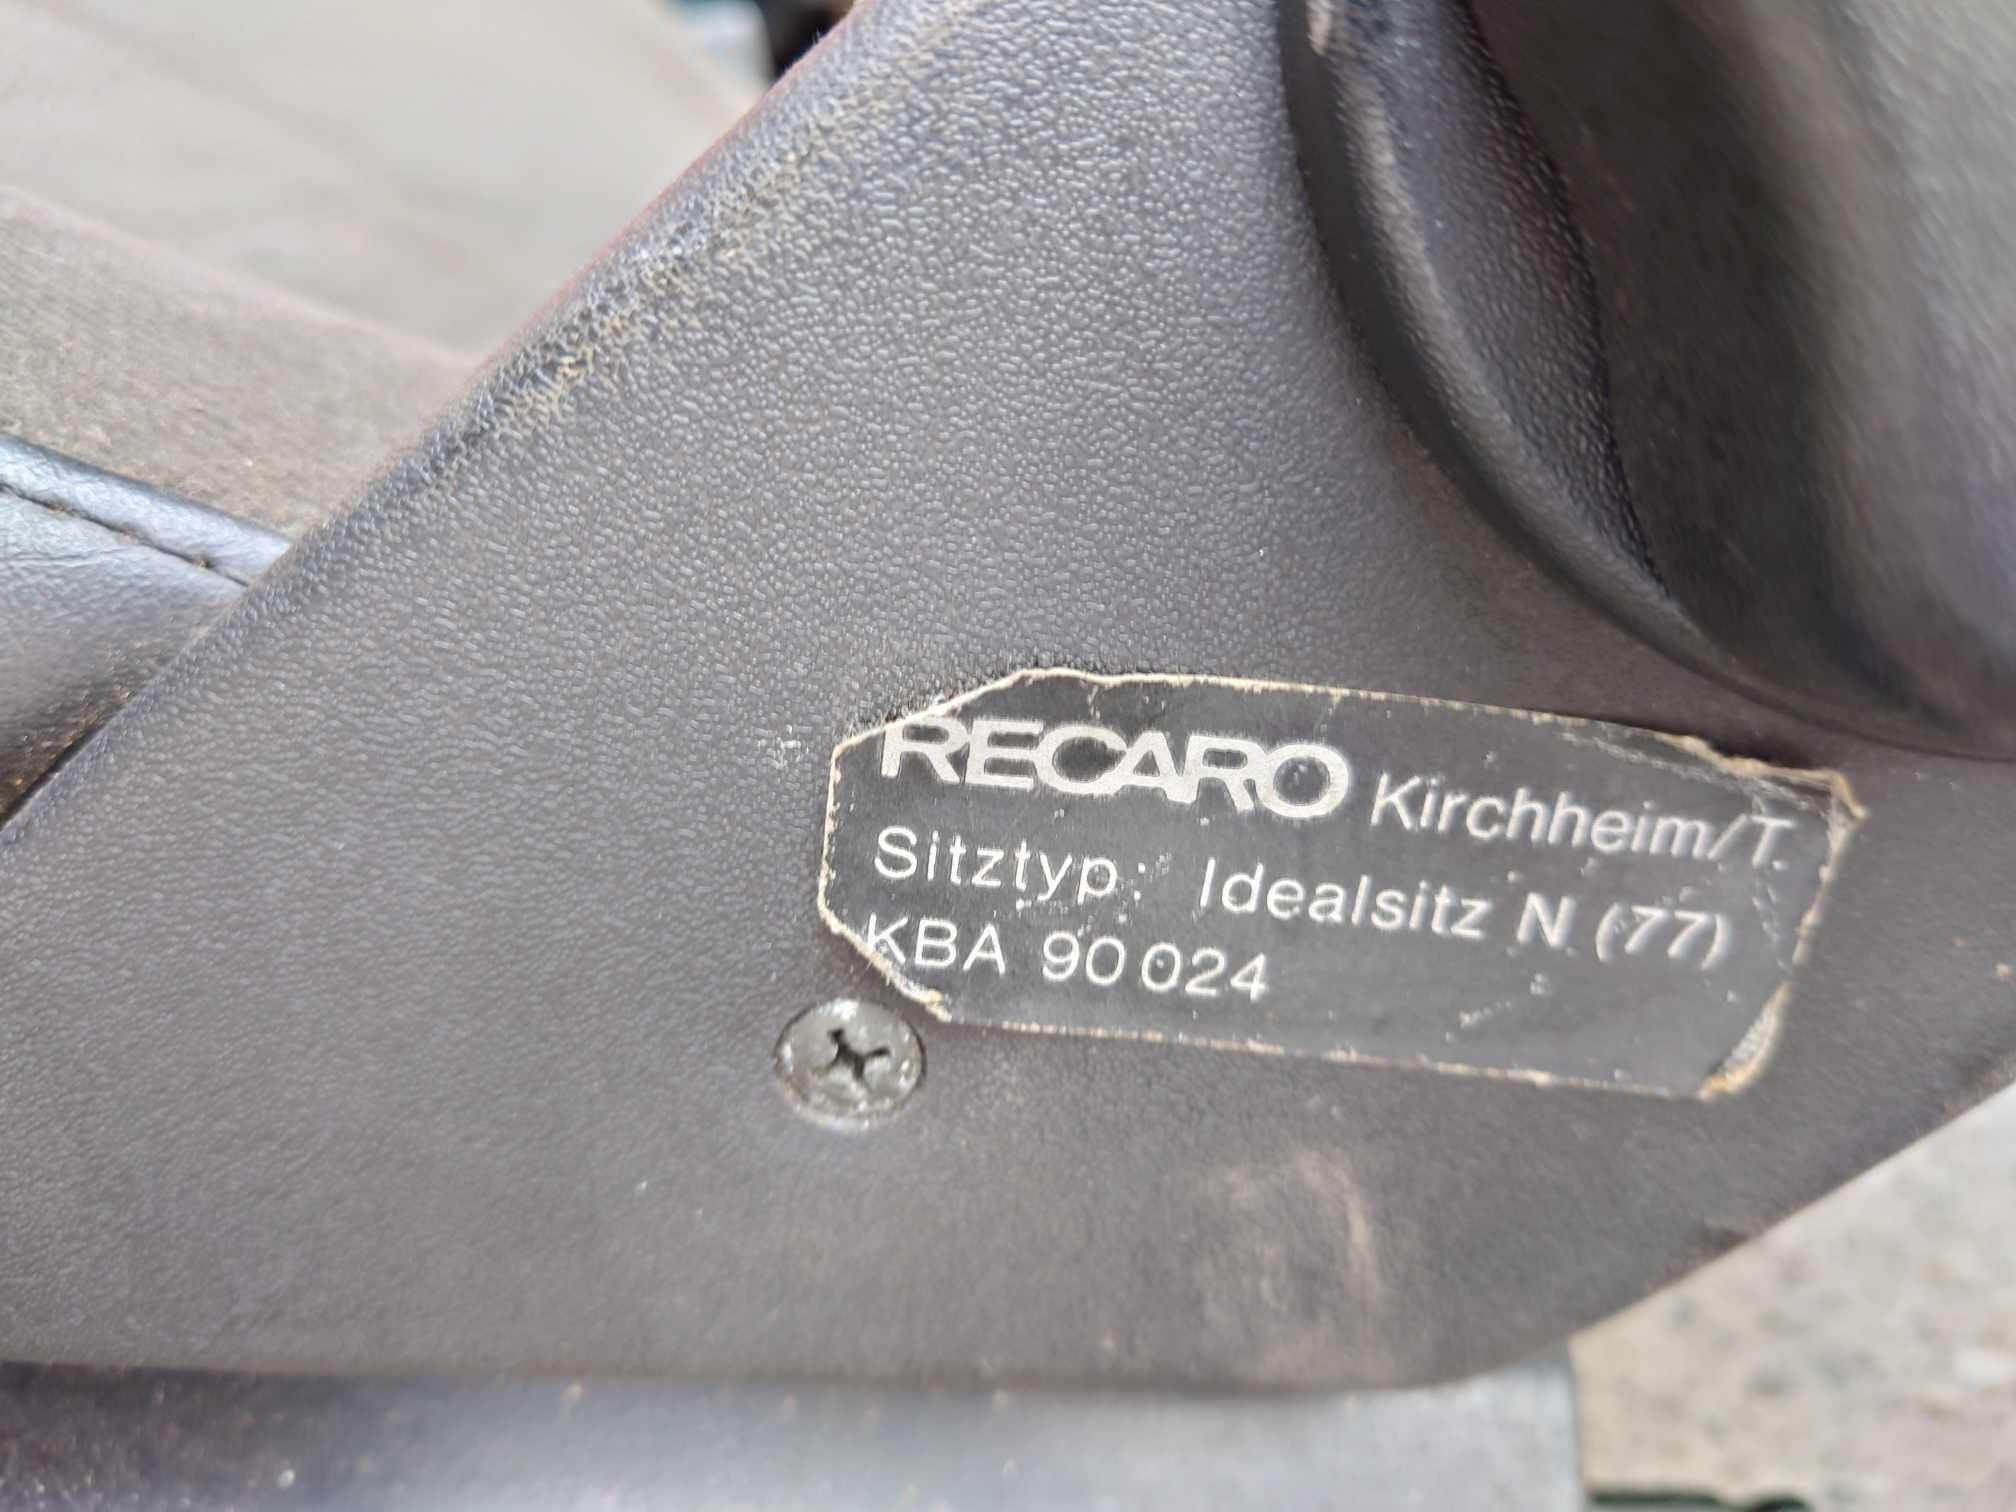 RECARO Kirchheim/T.
Sitztyp: Idealsitz N (77)
KBA 90 024